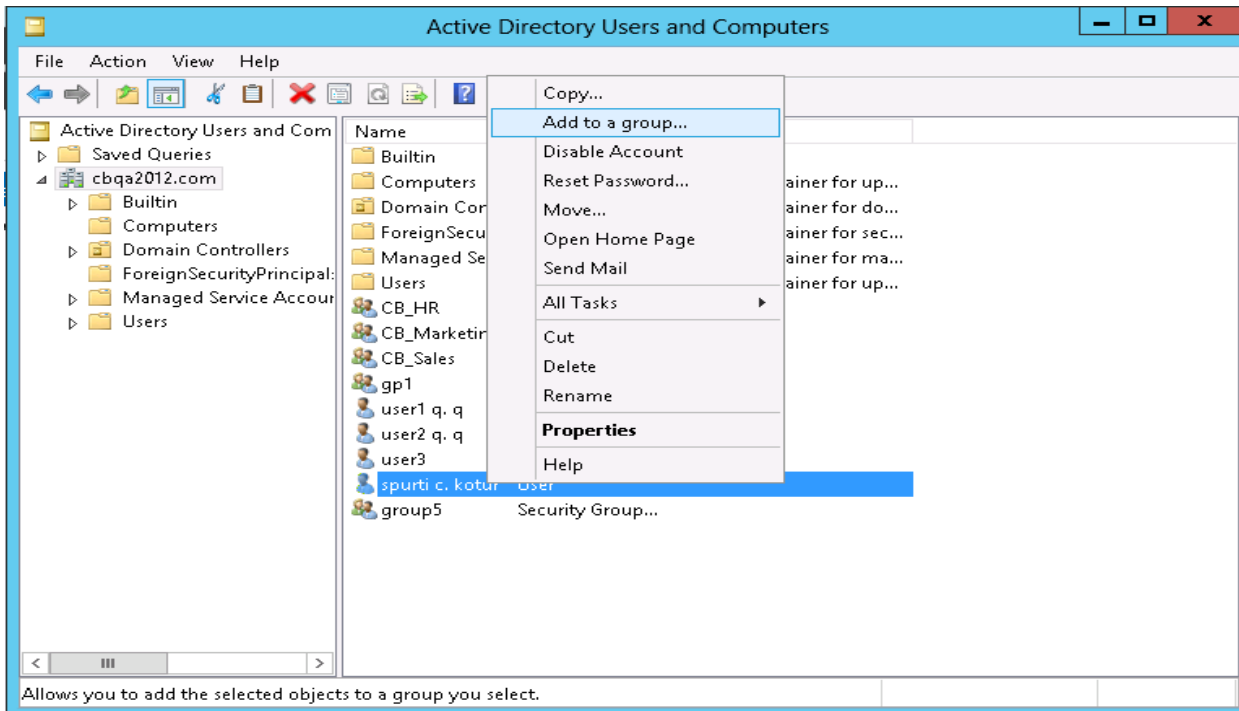 Active Directory Users and Computers
File Action View Help
Active Directory Users and Com
Saved Queries
cbqa2012.com
Builtin
Computers
Domain Controllers
ForeignSecurityPrincipal:
Managed Service Accour
Users
Name
Builtin
Computers ainer for up...
Domain Cor ainer for do...
ForeignSecu ainer for sec...
Managed Se ainer for ma...
Users ainer for up...
CB_HR
CB_Marketin
CB_Sales
gp1
user1 q. q
user2 q. q
user3
spurti c. kotur User
group5 Security Group...
Copy...
Add to a group...
Disable Account
Reset Password...
Move...
Open Home Page
Send Mail
All Tasks
Cut
Delete
Rename
Properties
Help
Allows you to add the selected objects to a group you select.